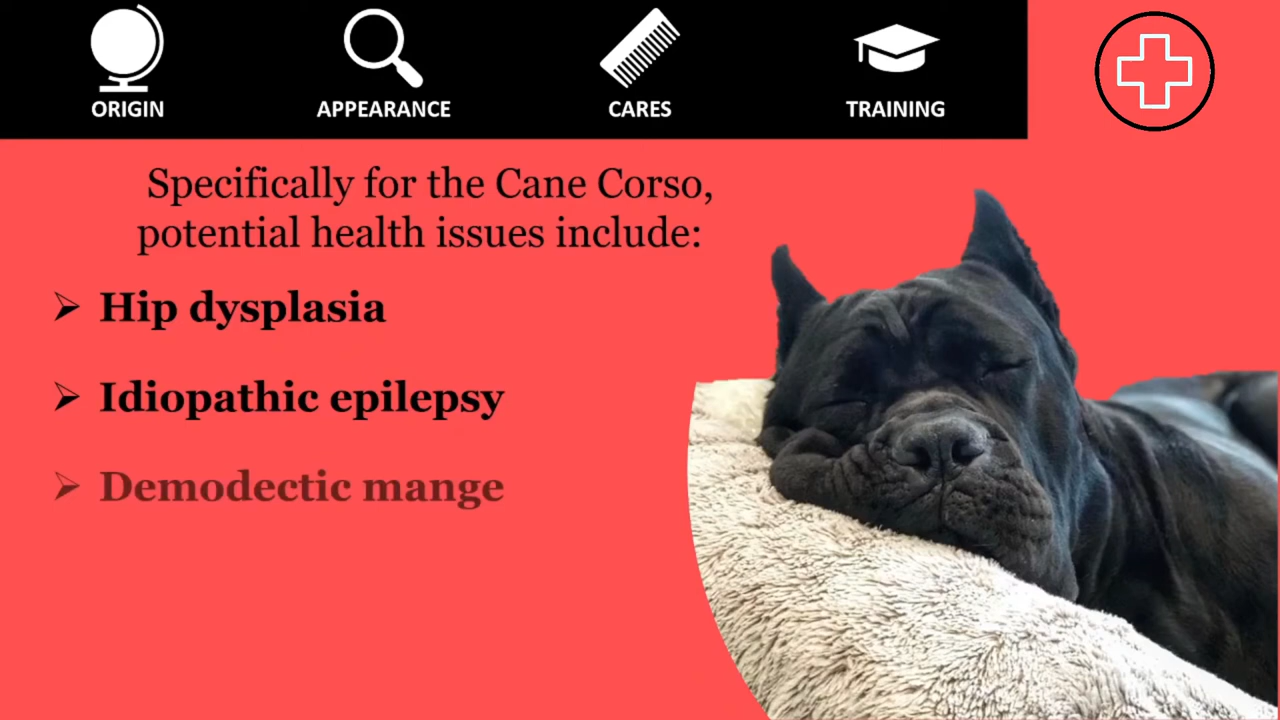 ORIGIN
APPEARANCE
CARES
TRAINING
Specifically for the Cane Corso,
potential health issues include:
Hip dysplasia
Idiopathic epilepsy
Demodectic mange